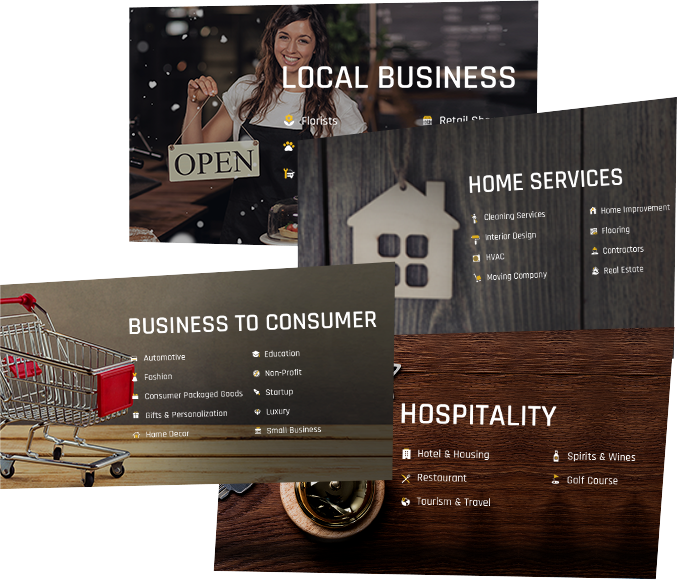 LOCAL BUSINESS
Florists
Retail
OPEN
HOME SERVICES
Cleaning Services
Interior Design
HVAC
Moving Company
Home Improvement
Flooring
Contractors
Real Estate
BUSINESS TO CONSUMER
Automotive
Fashion
Consumer Packaged Goods
Gifts & Personalization
Home Decor
Education
Non-Profit
Startup
Luxury
Small Business
HOSPITALITY
Hotel & Housing
Restaurant
Tourism & Travel
Spirits & Wines
Golf Course